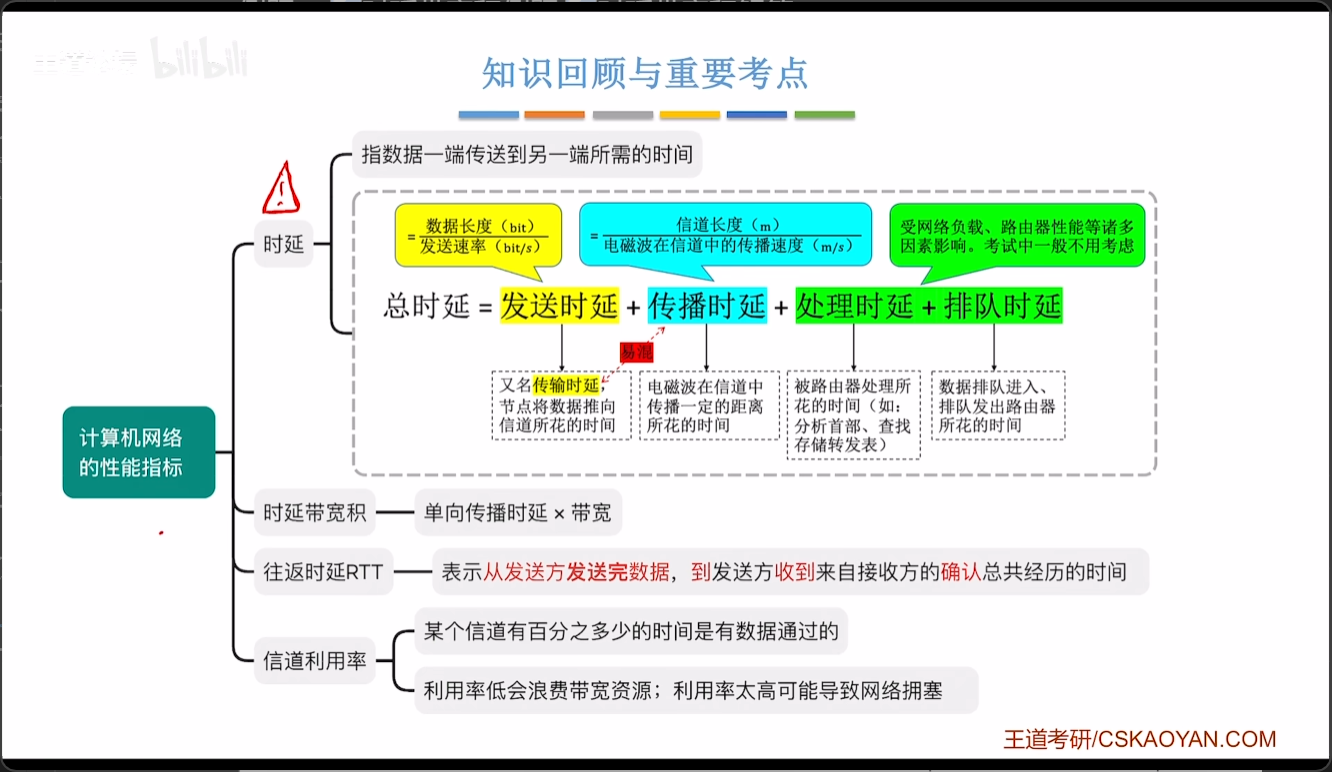 bilibili
知识回顾与重要考点
指数据一端传送到另一端所需的时间
!
时延
= 数据长度（bit）
发送速率（bit/s）
= 信道长度（m）
电磁波在信道中的传播速度（m/s）
受网络负载、路由器性能等诸多
因素影响。考试中一般不用考虑
总时延 = 发送时延 + 传播时延 + 处理时延 + 排队时延
易混
又名传输时延，
节点将数据推向
信道所花的时间
电磁波在信道中
传播一定的距离
所花的时间
被路由器处理所
花的时间（如：
分析首部、查找
存储转发表）
数据排队进入、
排队发出路由器
所花的时间
计算机网络
的性能指标
时延带宽积
单向传播时延 × 带宽
往返时延RTT
表示从发送方发送完数据，到发送方收到来自接收方的确认总共经历的时间
信道利用率
某个信道有百分之多少的时间是有数据通过的
利用率低会浪费带宽资源；利用率太高可能导致网络拥塞
王道考研/CSKAOYAN.COM